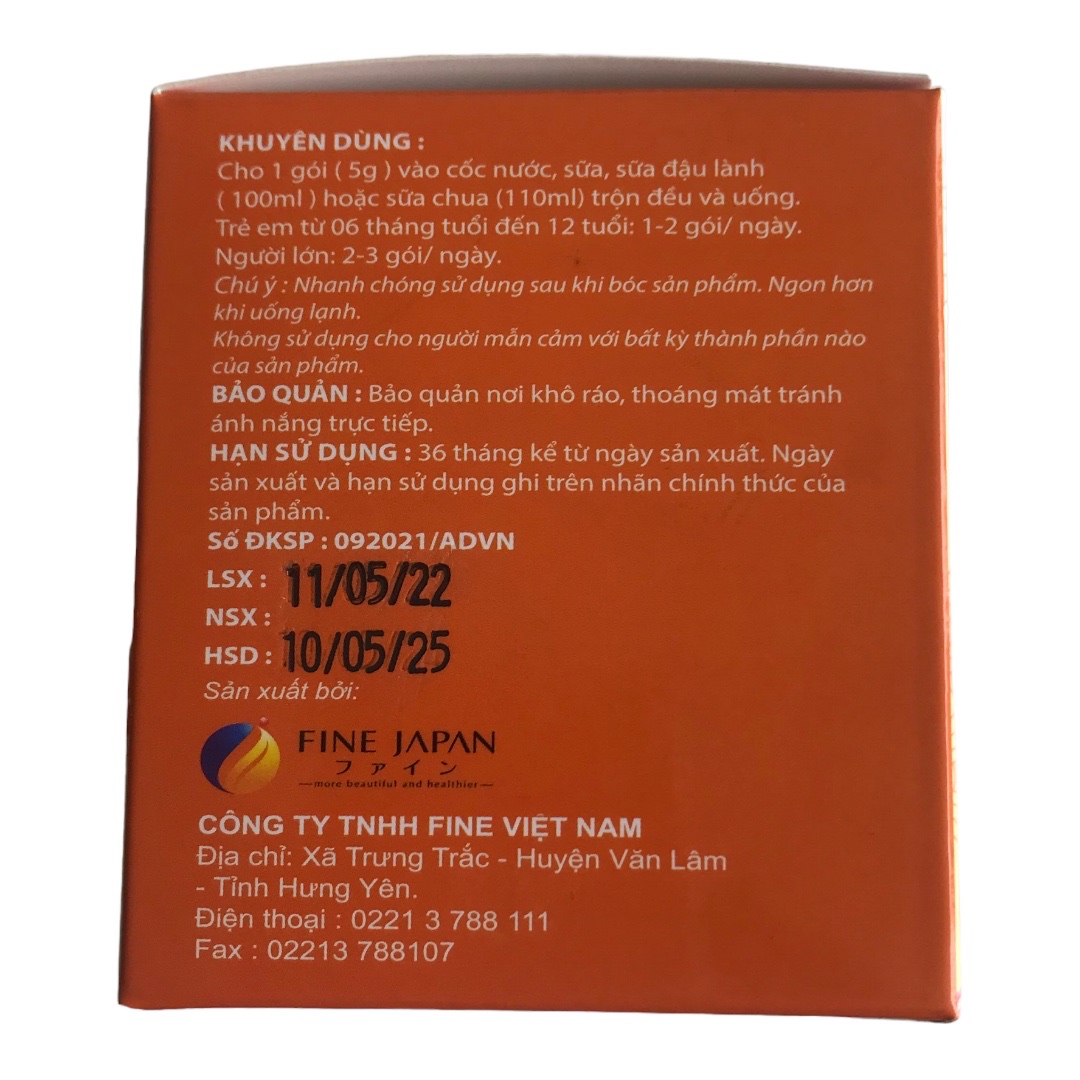 KHUYÊN DÙNG :
Cho 1 gói ( 5g ) vào cốc nước, sữa, sữa đậu lành
( 100ml ) hoặc sữa chua (110ml) trộn đều và uống.
Trẻ em từ 06 tháng tuổi đến 12 tuổi: 1-2 gói/ ngày.
Người lớn: 2-3 gói/ ngày.
Chú ý : Nhanh chóng sử dụng sau khi bóc sản phẩm. Ngon hơn
khi uống lạnh.
Không sử dụng cho người mẫn cảm với bất kỳ thành phần nào
của sản phẩm.
BẢO QUẢN : Bảo quản nơi khô ráo, thoáng mát tránh
ánh nắng trực tiếp.
HẠN SỬ DỤNG : 36 tháng kể từ ngày sản xuất. Ngày
sản xuất và hạn sử dụng ghi trên nhãn chính thức của
sản phẩm.
Số ĐKSP : 092021/ADVN
LSX : 11/05/22
NSX :
HSD : 10/05/25
Sản xuất bởi:
FINE JAPAN
ファイン
—more beautiful and healthier—
CÔNG TY TNHH FINE VIỆT NAM
Địa chỉ: Xã Trưng Trắc - Huyện Văn Lâm
- Tỉnh Hưng Yên.
Điện thoại : 0221 3 788 111
Fax : 02213 788107